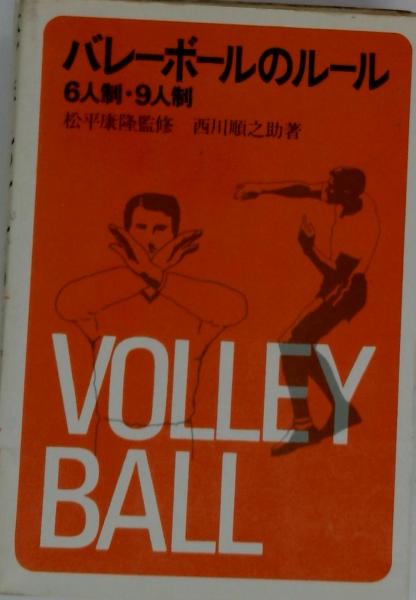 バレーボールのルール
6人制・9人制
松平康隆監修 西川順之助著
VOLLEY
BALL